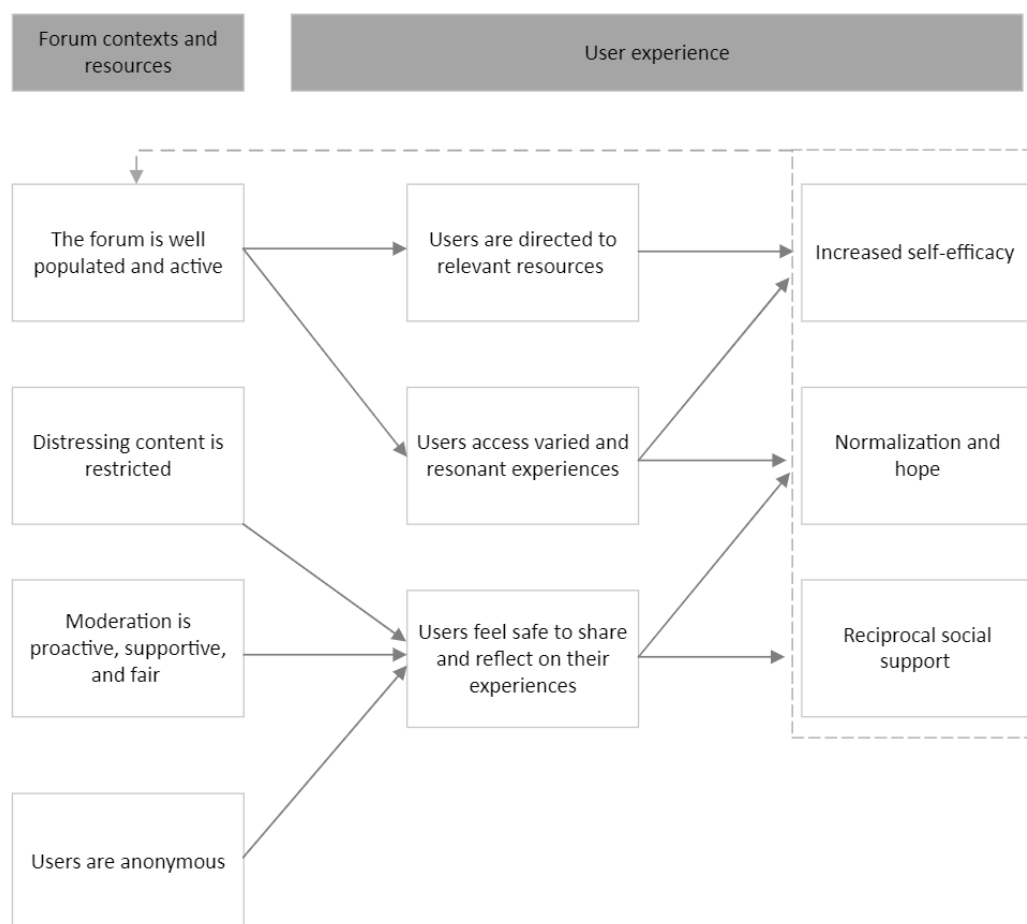 Forum contexts and
resources
User experience
The forum is well
populated and active
Users are directed to
relevant resources
Increased self-efficacy
Distressing content is
restricted
Users access varied and
resonant experiences
Normalization and
hope
Moderation is
proactive, supportive,
and fair
Users feel safe to share
and reflect on their
experiences
Reciprocal social
support
Users are anonymous